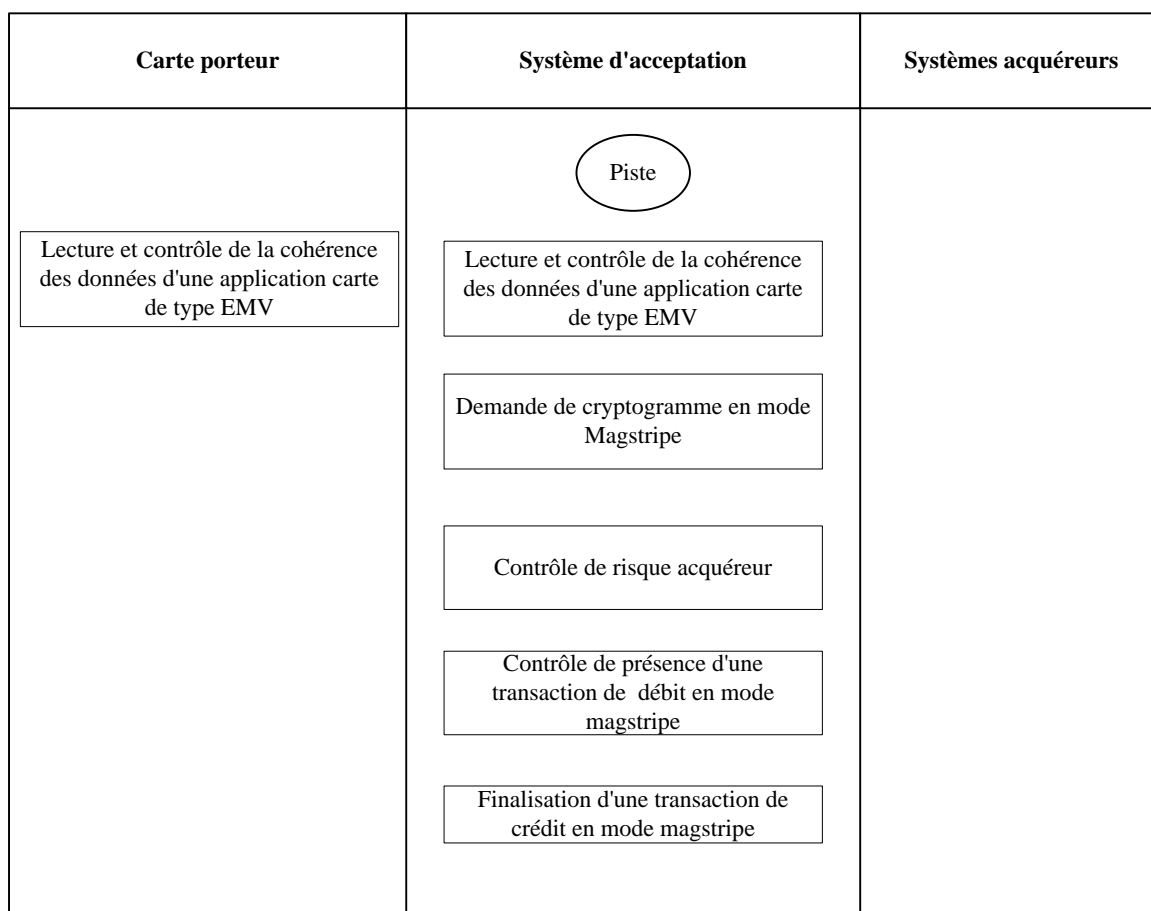 Carte porteur
Système d'acceptation
Systèmes acquéreurs
Piste
Lecture et contrôle de la cohérence
des données d'une application carte
de type EMV
Lecture et contrôle de la cohérence
des données d'une application carte
de type EMV
Demande de cryptogramme en mode
Magstripe
Contrôle de risque acquéreur
Contrôle de présence d'une
transaction de débit en mode
magstripe
Finalisation d'une transaction de
crédit en mode magstripe